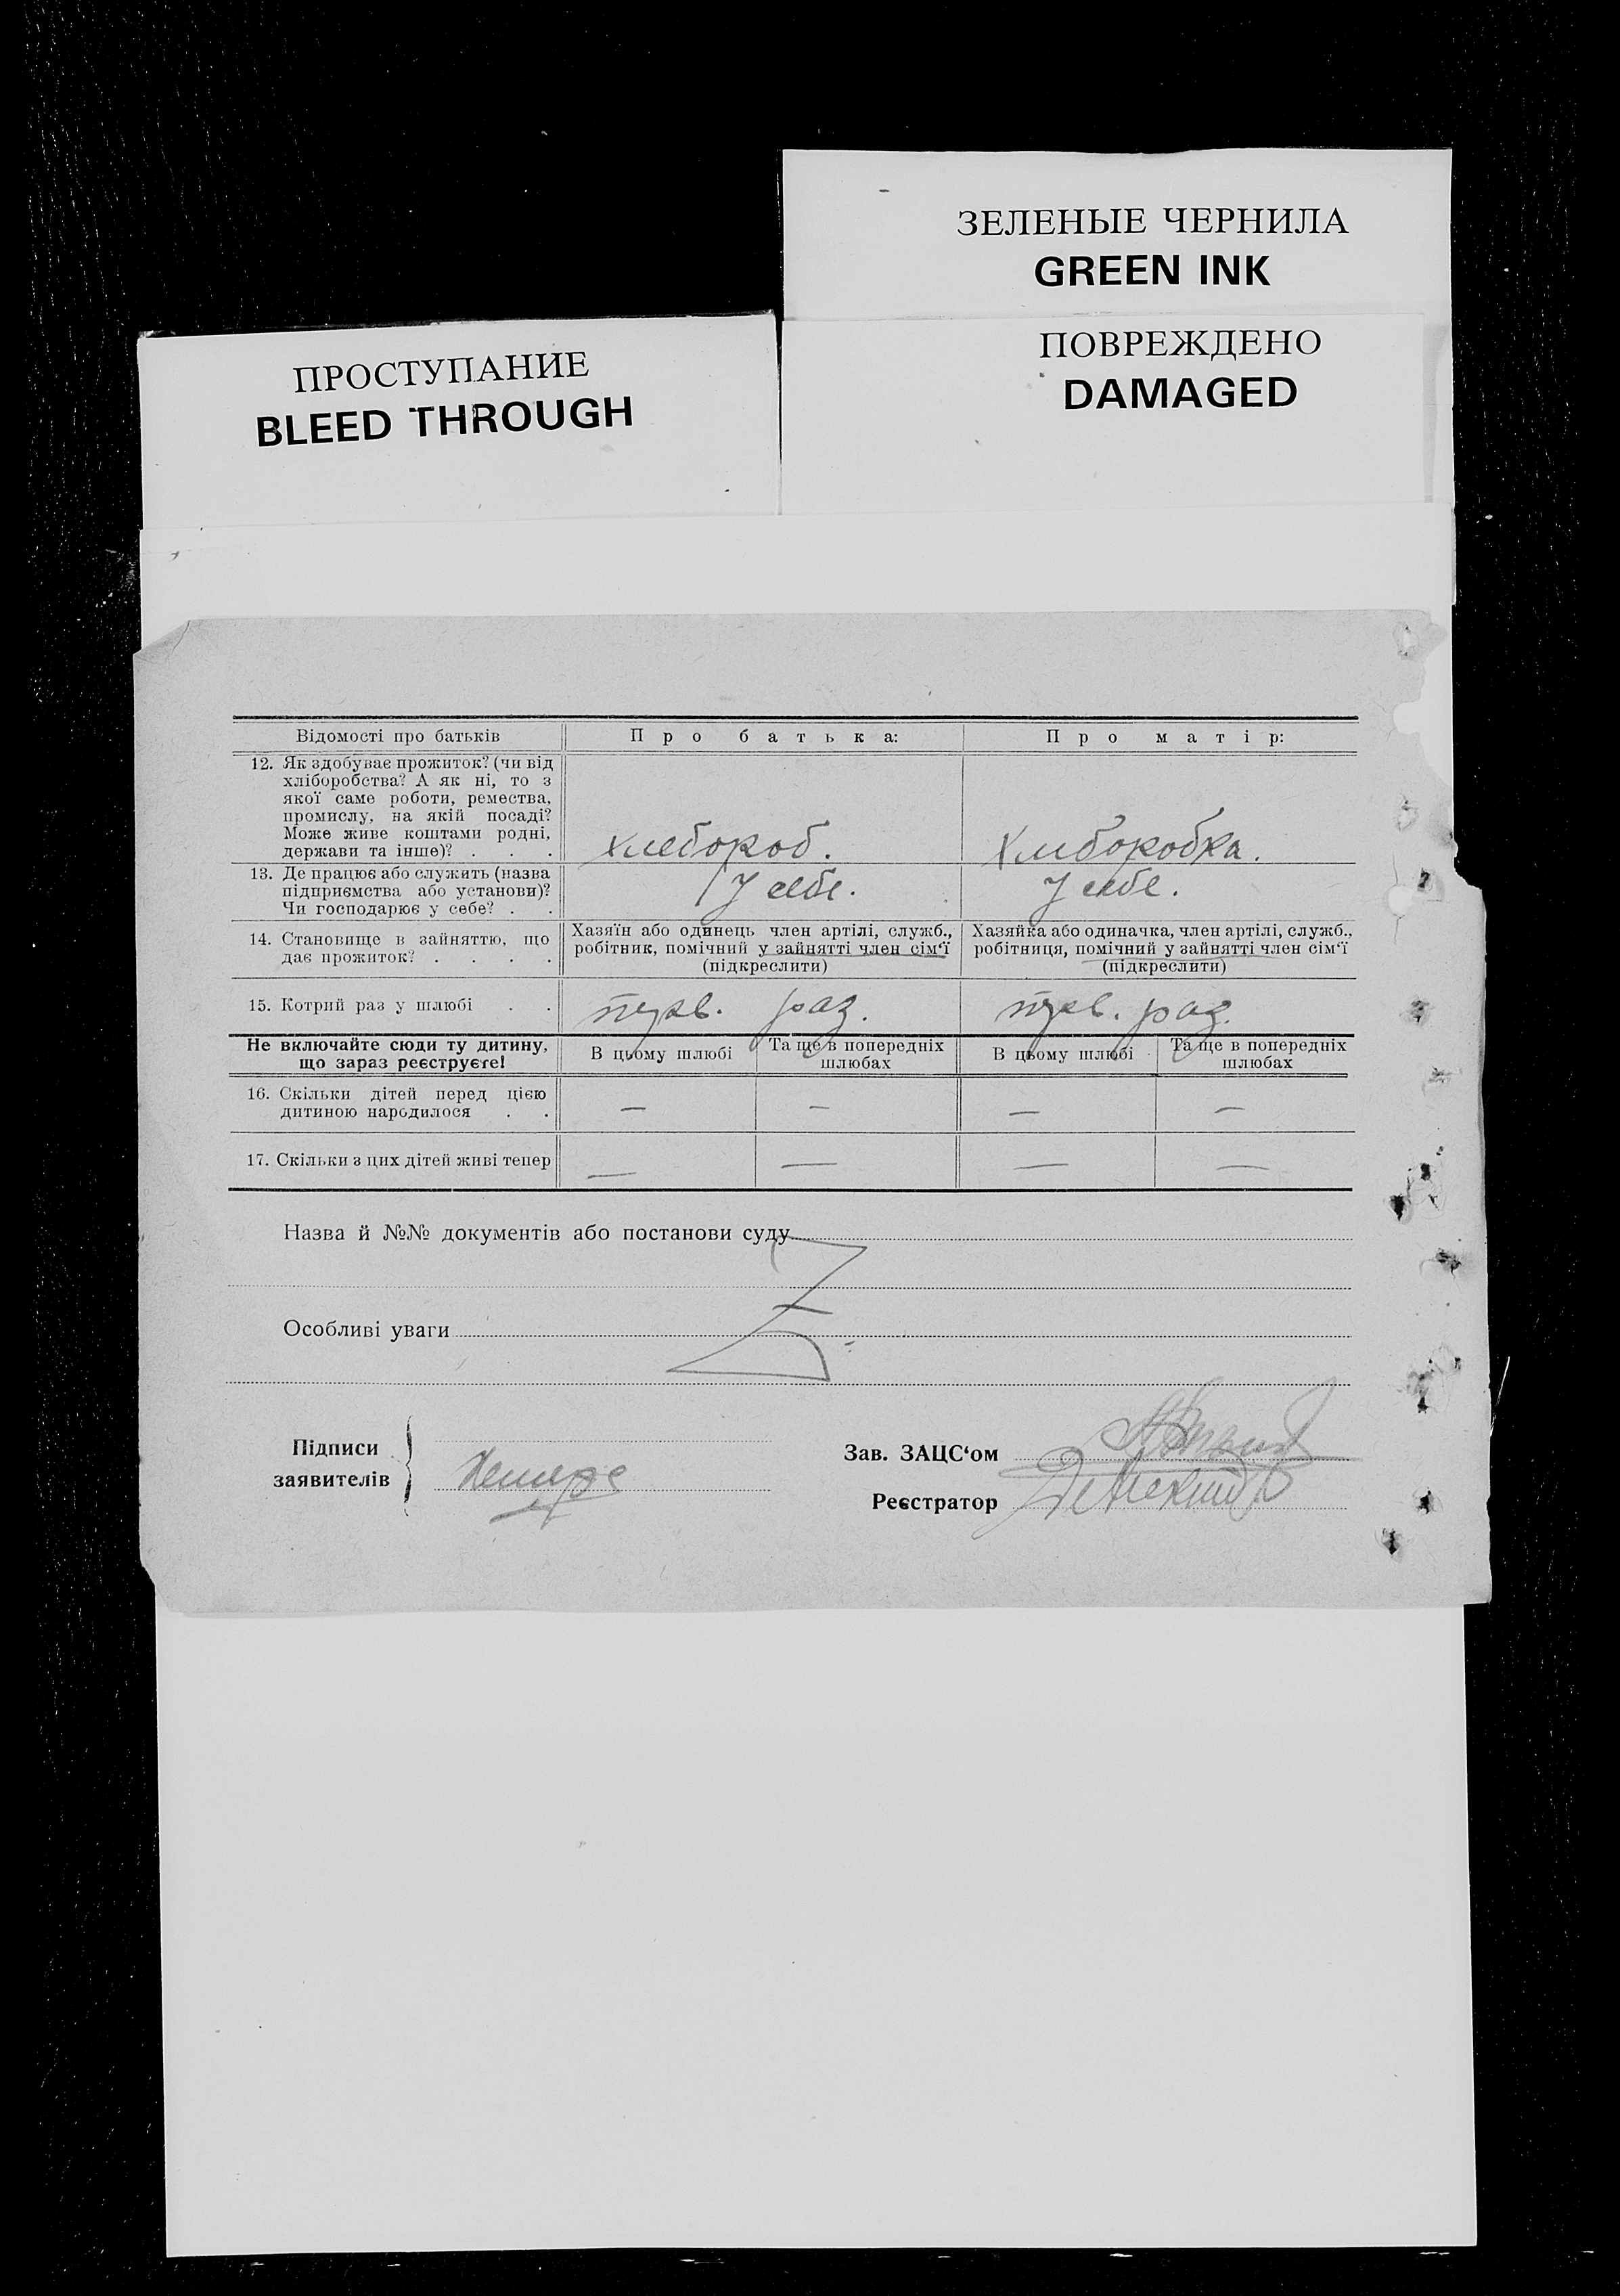 ЗЕЛЕНЫЕ ЧЕРНИЛА
GREEN INK
ПОВРЕЖДЕНО
DAMAGED
ПРОСТУПАНИЕ
BLEED THROUGH
Відомості про батьків
Про батька:
Про матір:
12. Як здобуває прожиток? (чи від
хліборобства? А як ні, то з
якої саме роботи, ремества,
промислу, на якій посаді?
Може живе коштами родні,
держави та інше)? . . .
хлебороб.
Хлиборобка.
13. Де працює або служить (назва
підприємства або установи)?
Чи господарює у себе? . .
У себе.
У себе.
14. Становище в зайняттю, що
дає прожиток? . . . .
Хазяїн або одинець член артілі, служб.,
робітник, помічний у зайнятті член сім‘ї
(підкреслити)
Хазяйка або одиначка, член артілі, служб.,
робітниця, помічний у зайнятті член сім‘ї
(підкреслити)
15. Котрий раз у шлюбі . .
перв. раз.
перв. раз.
Не включайте сюди ту дитину,
що зараз реєструєте!
В цьому шлюбі
Та ще в попередніх
шлюбах
В цьому шлюбі
Та ще в попередніх
шлюбах
16. Скільки дітей перед цією
дитиною народилося . .
— — — —
17. Скільки з цих дітей живі тепер
— — — —
Назва й №№ документів або постанови суду
Особливі уваги
Підписи
заявителів
Зав. ЗАЦС‘ом
Реєстратор